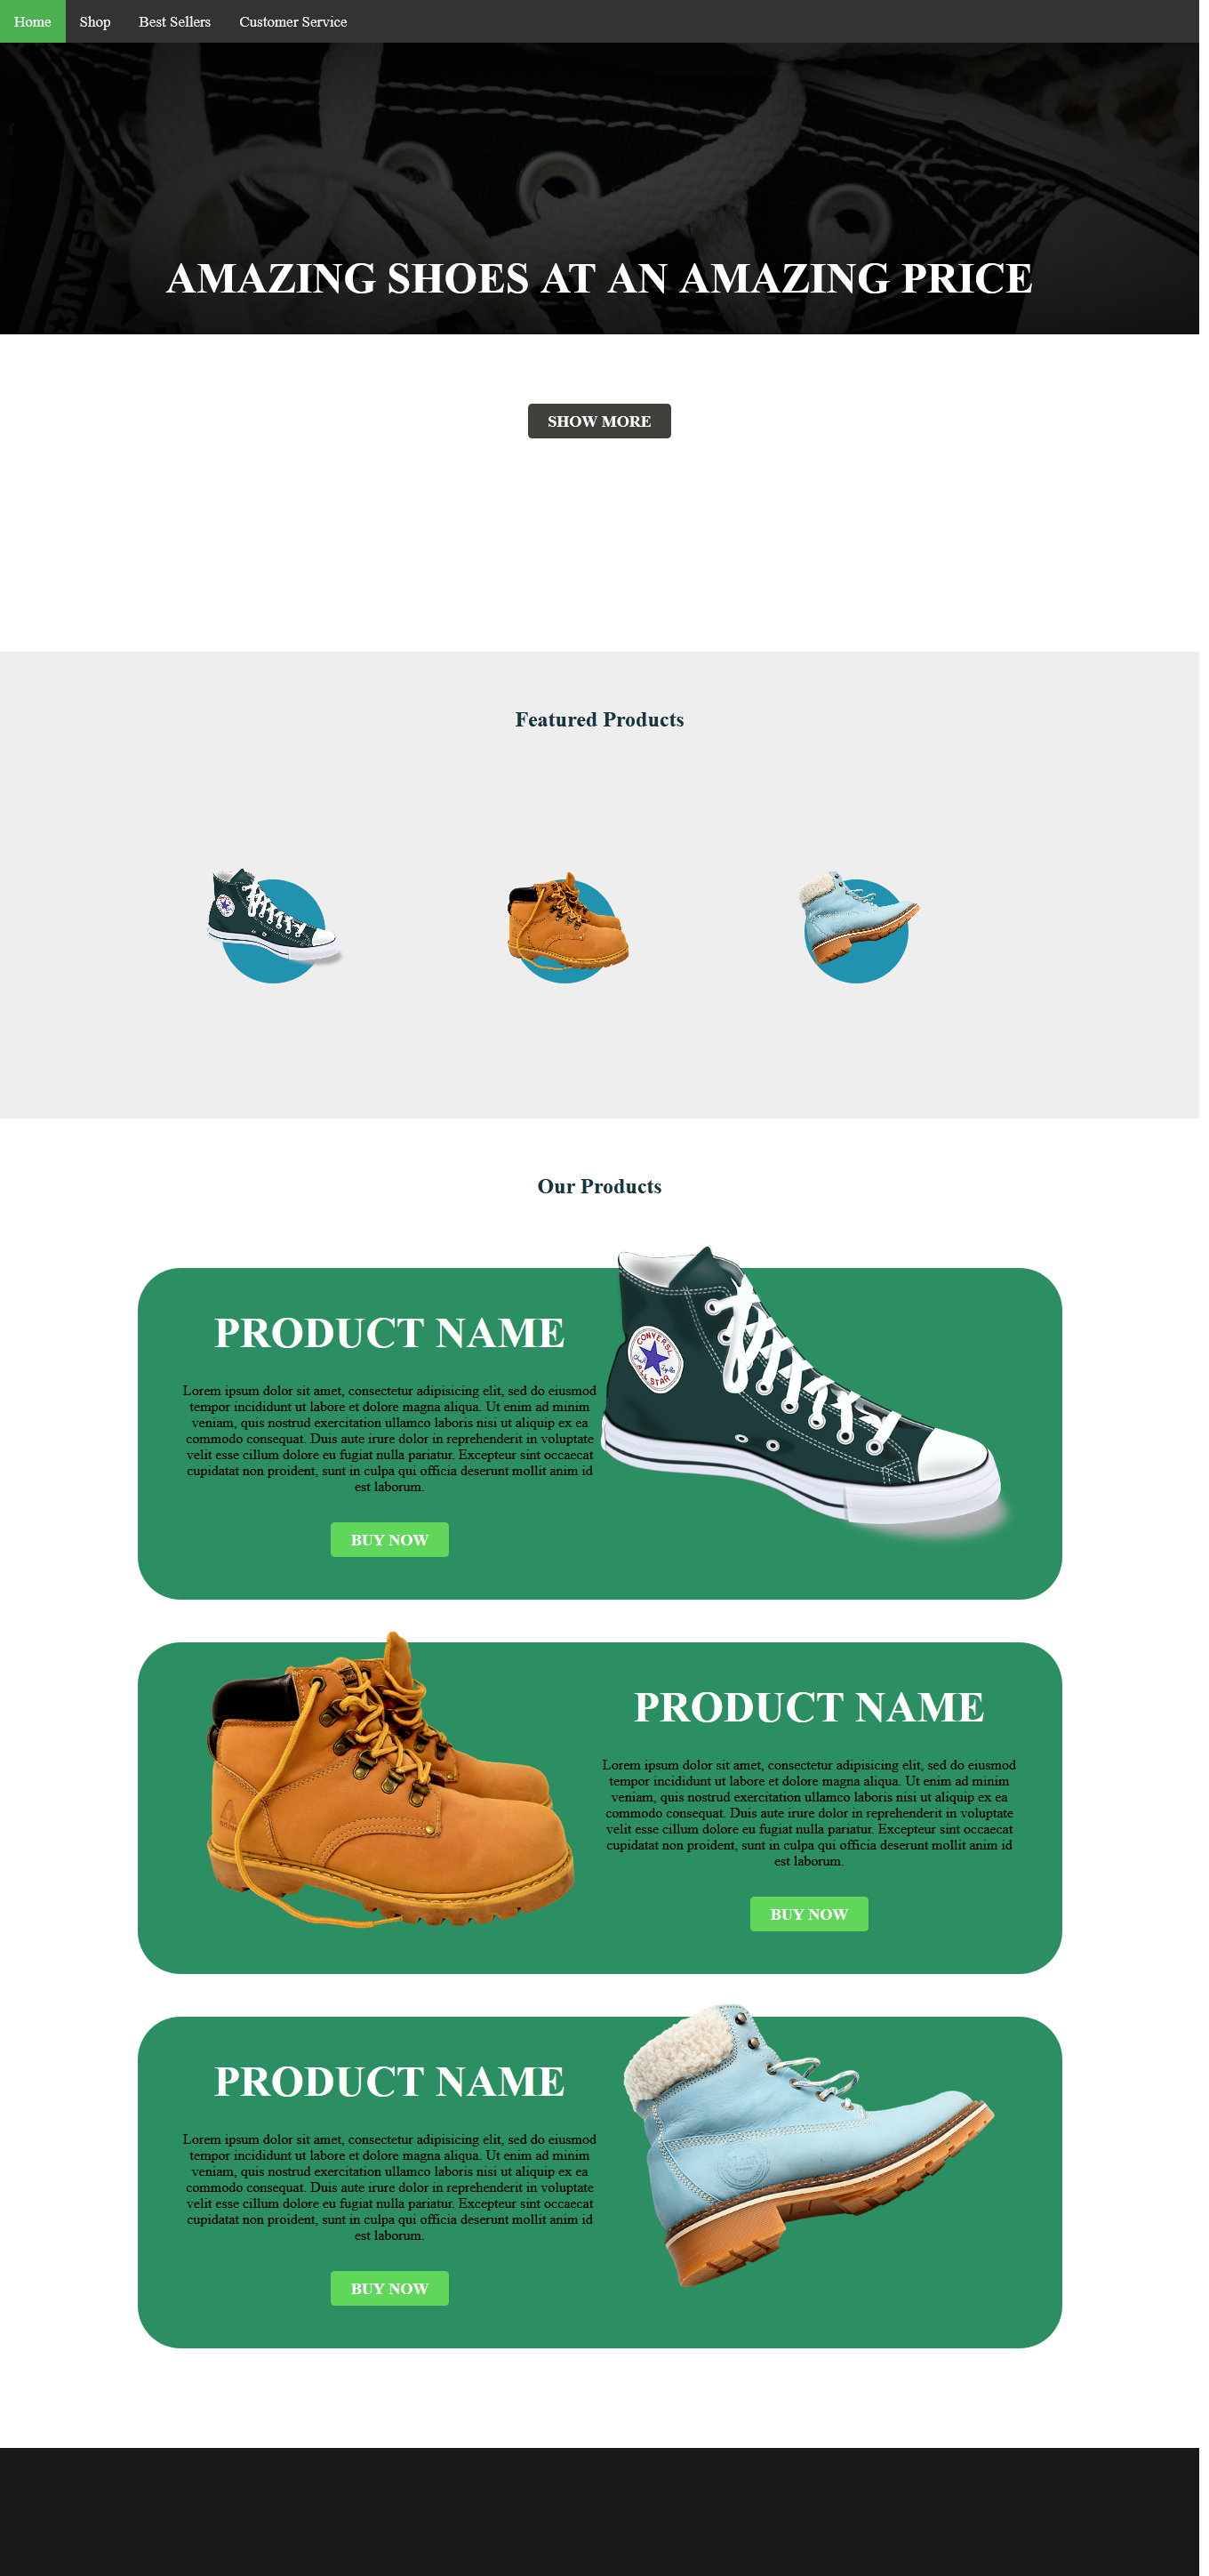 Home Shop Best Sellers Customer Service
AMAZING SHOES AT AN AMAZING PRICE
SHOW MORE
Featured Products
Our Products
PRODUCT NAME
Lorem ipsum dolor sit amet, consectetur adipisicing elit, sed do eiusmod
tempor incididunt ut labore et dolore magna aliqua. Ut enim ad minim
veniam, quis nostrud exercitation ullamco laboris nisi ut aliquip ex ea
commodo consequat. Duis aute irure dolor in reprehenderit in voluptate
velit esse cillum dolore eu fugiat nulla pariatur. Excepteur sint occaecat
cupidatat non proident, sunt in culpa qui officia deserunt mollit anim id
est laborum.
BUY NOW
CONVERSE
ALL STAR
PRODUCT NAME
Lorem ipsum dolor sit amet, consectetur adipisicing elit, sed do eiusmod
tempor incididunt ut labore et dolore magna aliqua. Ut enim ad minim
veniam, quis nostrud exercitation ullamco laboris nisi ut aliquip ex ea
commodo consequat. Duis aute irure dolor in reprehenderit in voluptate
velit esse cillum dolore eu fugiat nulla pariatur. Excepteur sint occaecat
cupidatat non proident, sunt in culpa qui officia deserunt mollit anim id
est laborum.
BUY NOW
PRODUCT NAME
Lorem ipsum dolor sit amet, consectetur adipisicing elit, sed do eiusmod
tempor incididunt ut labore et dolore magna aliqua. Ut enim ad minim
veniam, quis nostrud exercitation ullamco laboris nisi ut aliquip ex ea
commodo consequat. Duis aute irure dolor in reprehenderit in voluptate
velit esse cillum dolore eu fugiat nulla pariatur. Excepteur sint occaecat
cupidatat non proident, sunt in culpa qui officia deserunt mollit anim id
est laborum.
BUY NOW